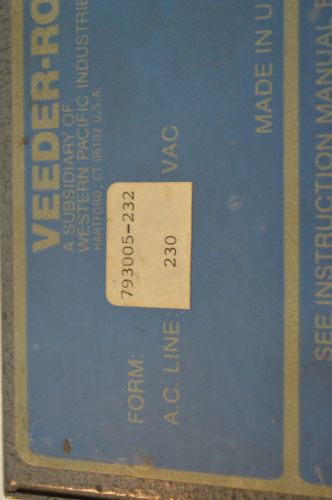 VEEDER-RO
A SUBSIDIARY OF
WESTERN PACIFIC INDUSTRIE
HARTFORD, CT 06102 U.S.A.
FORM: 793005-232
A.C. LINE: 230 VAC
MADE IN U
SEE INSTRUCTION MANUAL